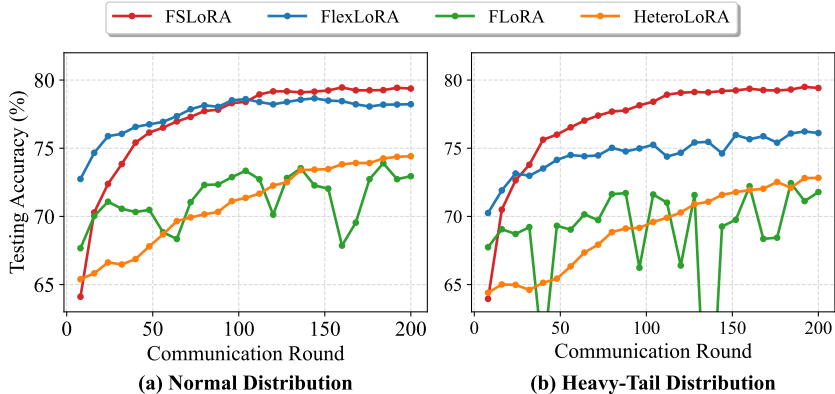 FSLoRA FlexLoRA FLoRA HeteroLoRA
Testing Accuracy (%)
80
75
70
65
0 50 100 150 200
Communication Round
(a) Normal Distribution
80
75
70
65
0 50 100 150 200
Communication Round
(b) Heavy-Tail Distribution